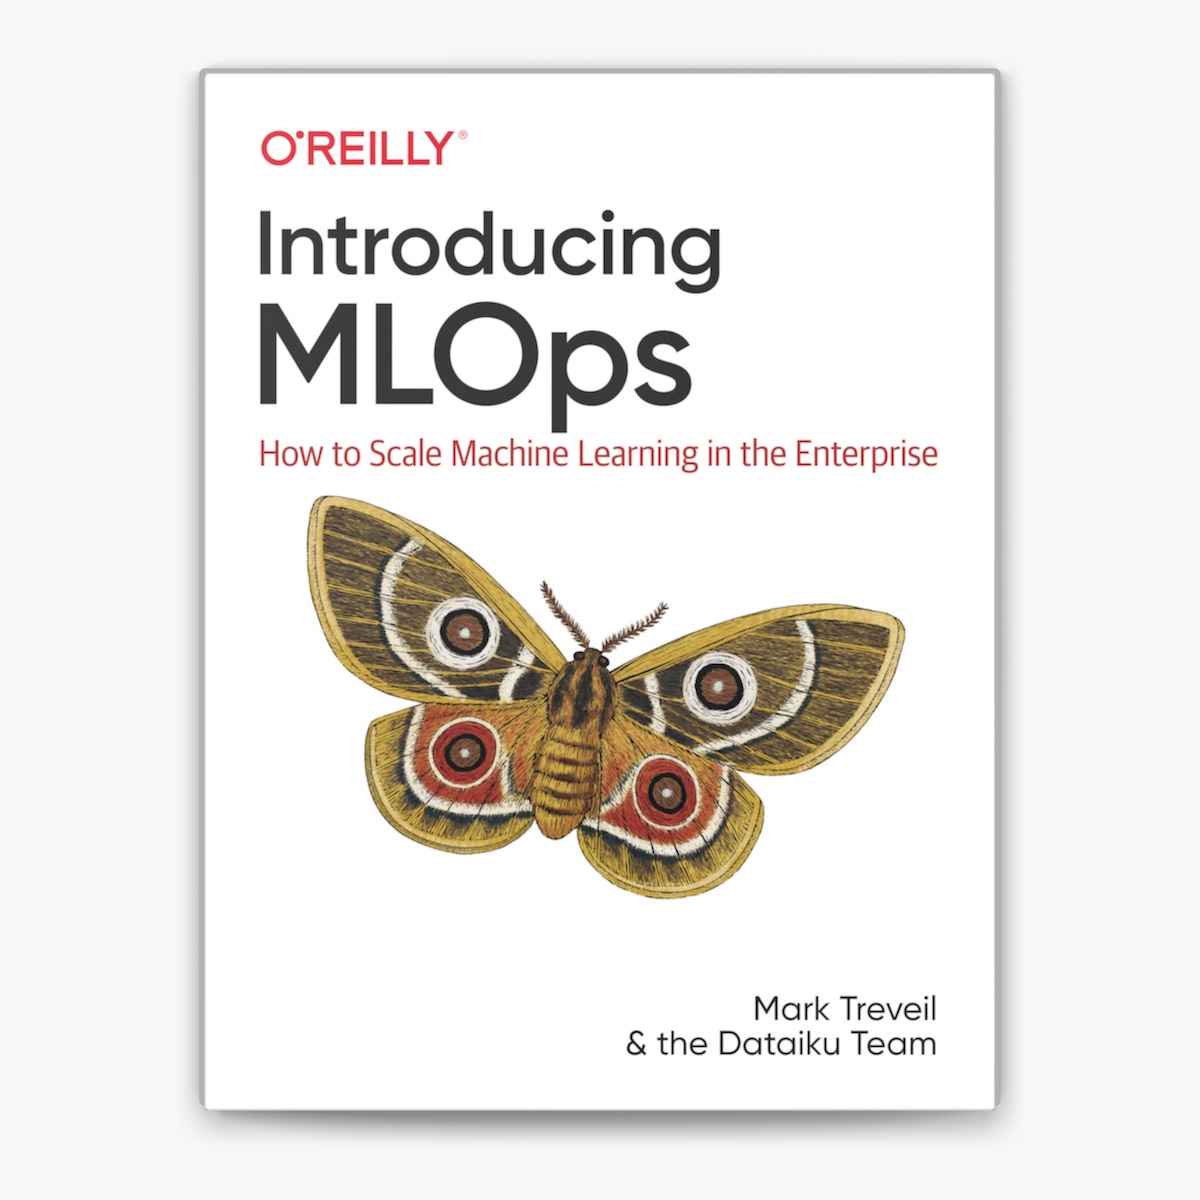 O'REILLY®
Introducing
MLOps
How to Scale Machine Learning in the Enterprise
Mark Treveil
& the Dataiku Team